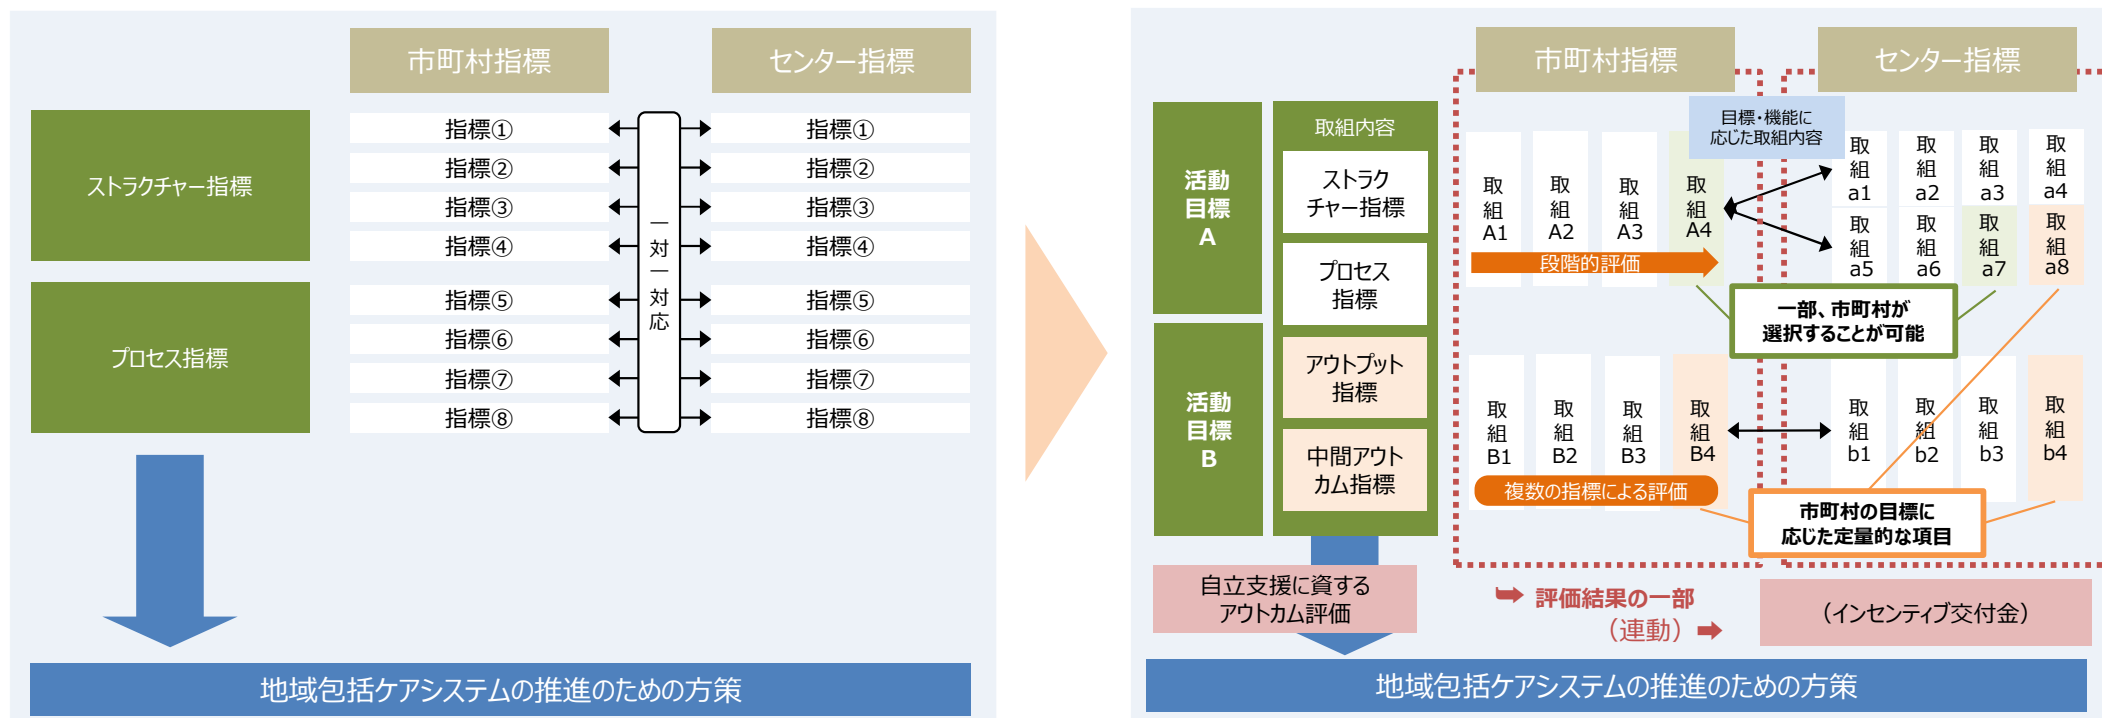 市町村指標
センター指標
ストラクチャー指標
指標①
指標①
指標②
指標②
指標③
指標③
指標④
指標④
プロセス指標
指標⑤
指標⑤
指標⑥
指標⑥
指標⑦
指標⑦
指標⑧
指標⑧
一対一対応
地域包括ケアシステムの推進のための方策
市町村指標
センター指標
活動
目標
A
活動
目標
B
取組内容
ストラク
チャー指標
プロセス
指標
アウトプット
指標
中間アウト
カム指標
目標・機能に
応じた取組内容
取組A1
取組A2
取組A3
取組A4
段階的評価
取組a1
取組a2
取組a3
取組a4
取組a5
取組a6
取組a7
取組a8
一部、市町村が
選択することが可能
取組B1
取組B2
取組B3
取組B4
複数の指標による評価
取組b1
取組b2
取組b3
取組b4
市町村の目標に
応じた定量的な項目
自立支援に資する
アウトカム評価
評価結果の一部
（連動）
（インセンティブ交付金）
地域包括ケアシステムの推進のための方策